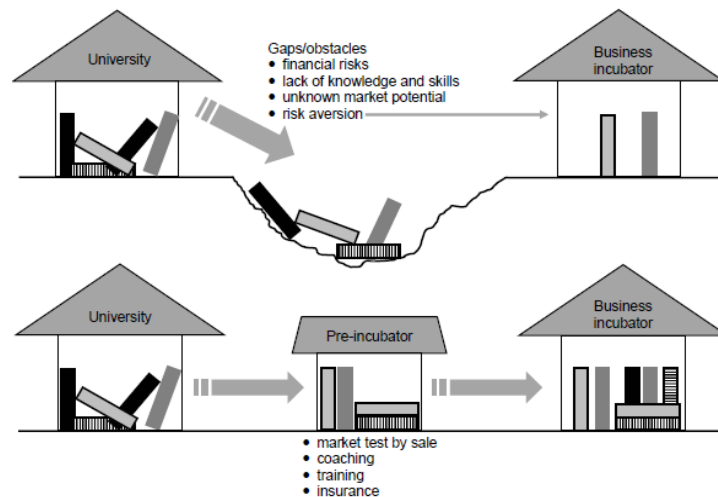 University
Gaps/obstacles
• financial risks
• lack of knowledge and skills
• unknown market potential
• risk aversion
Business
incubator
University
Pre-incubator
Business
incubator
• market test by sale
• coaching
• training
• insurance